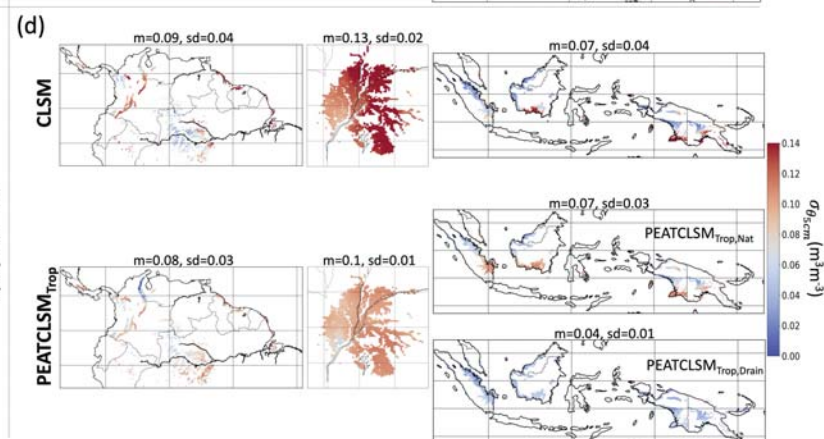 (d)
CLSM
m=0.09, sd=0.04
m=0.13, sd=0.02
m=0.07, sd=0.04
PEATCLSM_Trop
m=0.08, sd=0.03
m=0.1, sd=0.01
m=0.07, sd=0.03
PEATCLSM_Trop,Nat
m=0.04, sd=0.01
PEATCLSM_Trop,Drain
0.14
0.12
0.10
0.08
0.06
0.04
0.02
0.00
σθ5cm (m³m⁻³)